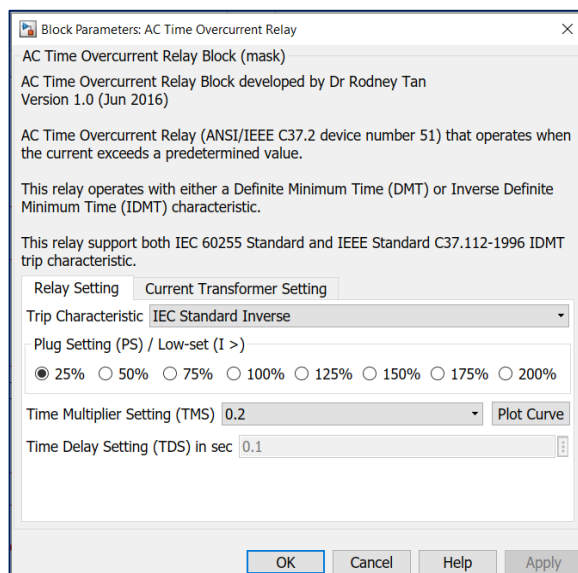 Block Parameters: AC Time Overcurrent Relay
AC Time Overcurrent Relay Block (mask)
AC Time Overcurrent Relay Block developed by Dr Rodney Tan
Version 1.0 (Jun 2016)
AC Time Overcurrent Relay (ANSI/IEEE C37.2 device number 51) that operates when
the current exceeds a predetermined value.
This relay operates with either a Definite Minimum Time (DMT) or Inverse Definite
Minimum Time (IDMT) characteristic.
This relay support both IEC 60255 Standard and IEEE Standard C37.112-1996 IDMT
trip characteristic.
Relay Setting Current Transformer Setting
Trip Characteristic IEC Standard Inverse
Plug Setting (PS) / Low-set (I >)
25% 50% 75% 100% 125% 150% 175% 200%
Time Multiplier Setting (TMS) 0.2 Plot Curve
Time Delay Setting (TDS) in sec 0.1
OK Cancel Help Apply